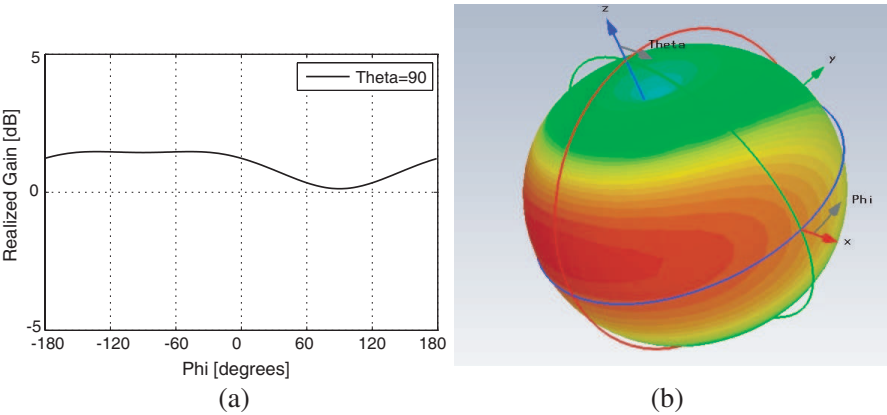 5
Theta=90
0
-5
Realized Gain [dB]
-180 -120 -60 0 60 120 180
Phi [degrees]
(a)
z
Theta
y
Phi
x
(b)